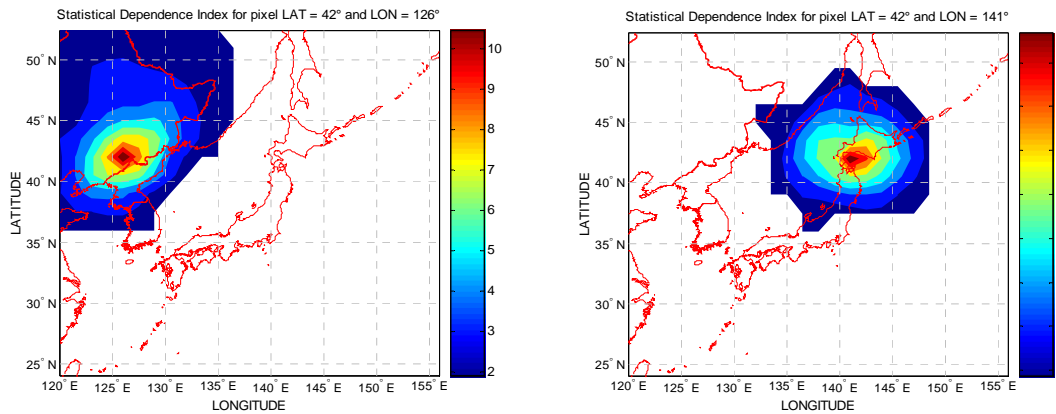 Statistical Dependence Index for pixel LAT = 42° and LON = 126°
50° N
45° N
40° N
35° N
30° N
25° N
LATITUDE
120° E 125° E 130° E 135° E 140° E 145° E 150° E 155° E
LONGITUDE
10
9
8
7
6
5
4
3
2
Statistical Dependence Index for pixel LAT = 42° and LON = 141°
50° N
45° N
40° N
35° N
30° N
25° N
LATITUDE
120° E 125° E 130° E 135° E 140° E 145° E 150° E 155° E
LONGITUDE